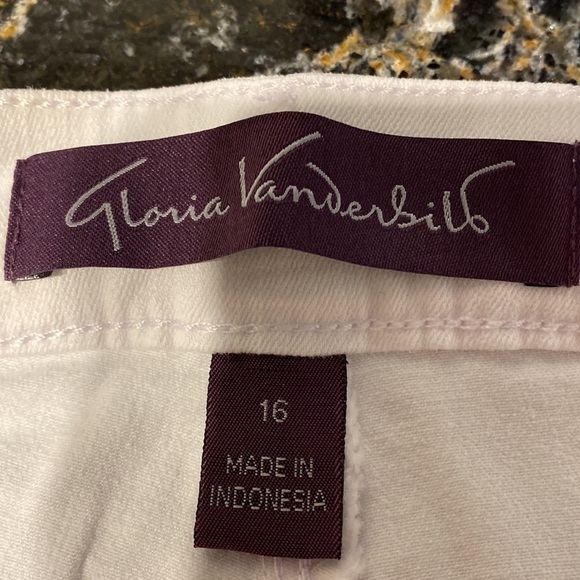 Gloria Vanderbilt
16
MADE IN
INDONESIA